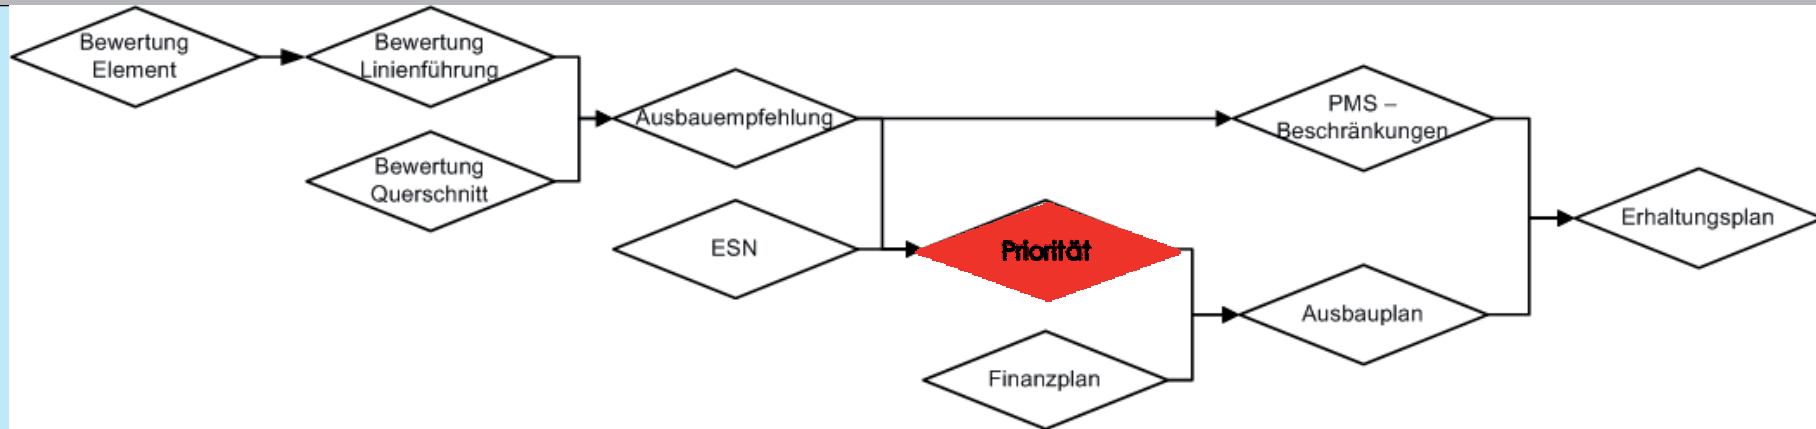 Bewertung
Element
Bewertung
Linienführung
Bewertung
Querschnitt
Ausbauempfehlung
ESN
Priorität
Finanzplan
PMS –
Beschränkungen
Ausbauplan
Erhaltungsplan